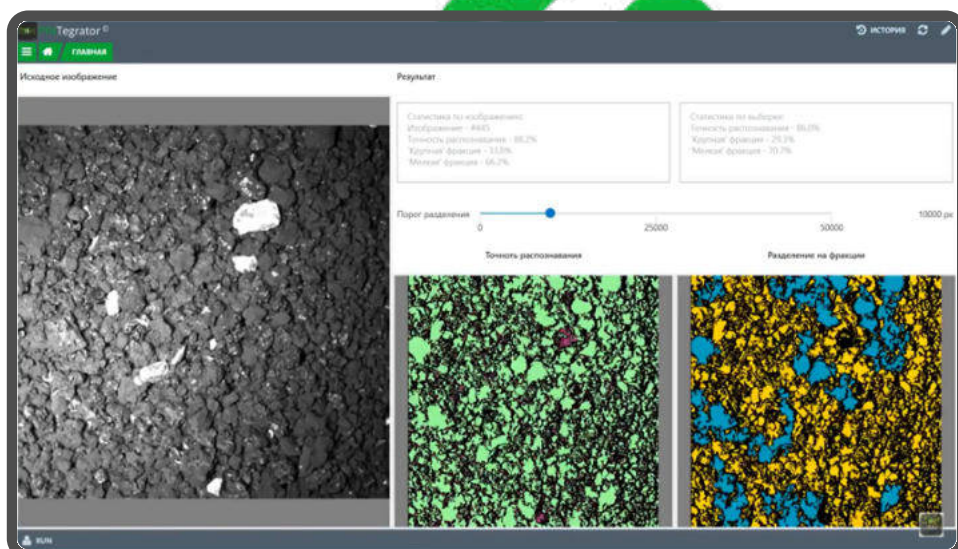 Tegrator ©
ИСТОРИЯ
ГЛАВНАЯ
Исходное изображение
Результат
Статистика по изображению:
Изображение - #445
Точность распознавания - 88.2%
'Крупная' фракция - 33.8%
'Мелкая' фракция - 66.2%
Статистика по выборке:
Точность распознавания - 86.0%
'Крупная' фракция - 29.3%
'Мелкая' фракция - 70.7%
Порог разделения
0
25000
50000
10000 px
Точноть распознавания
Разделение на фракции
RUN